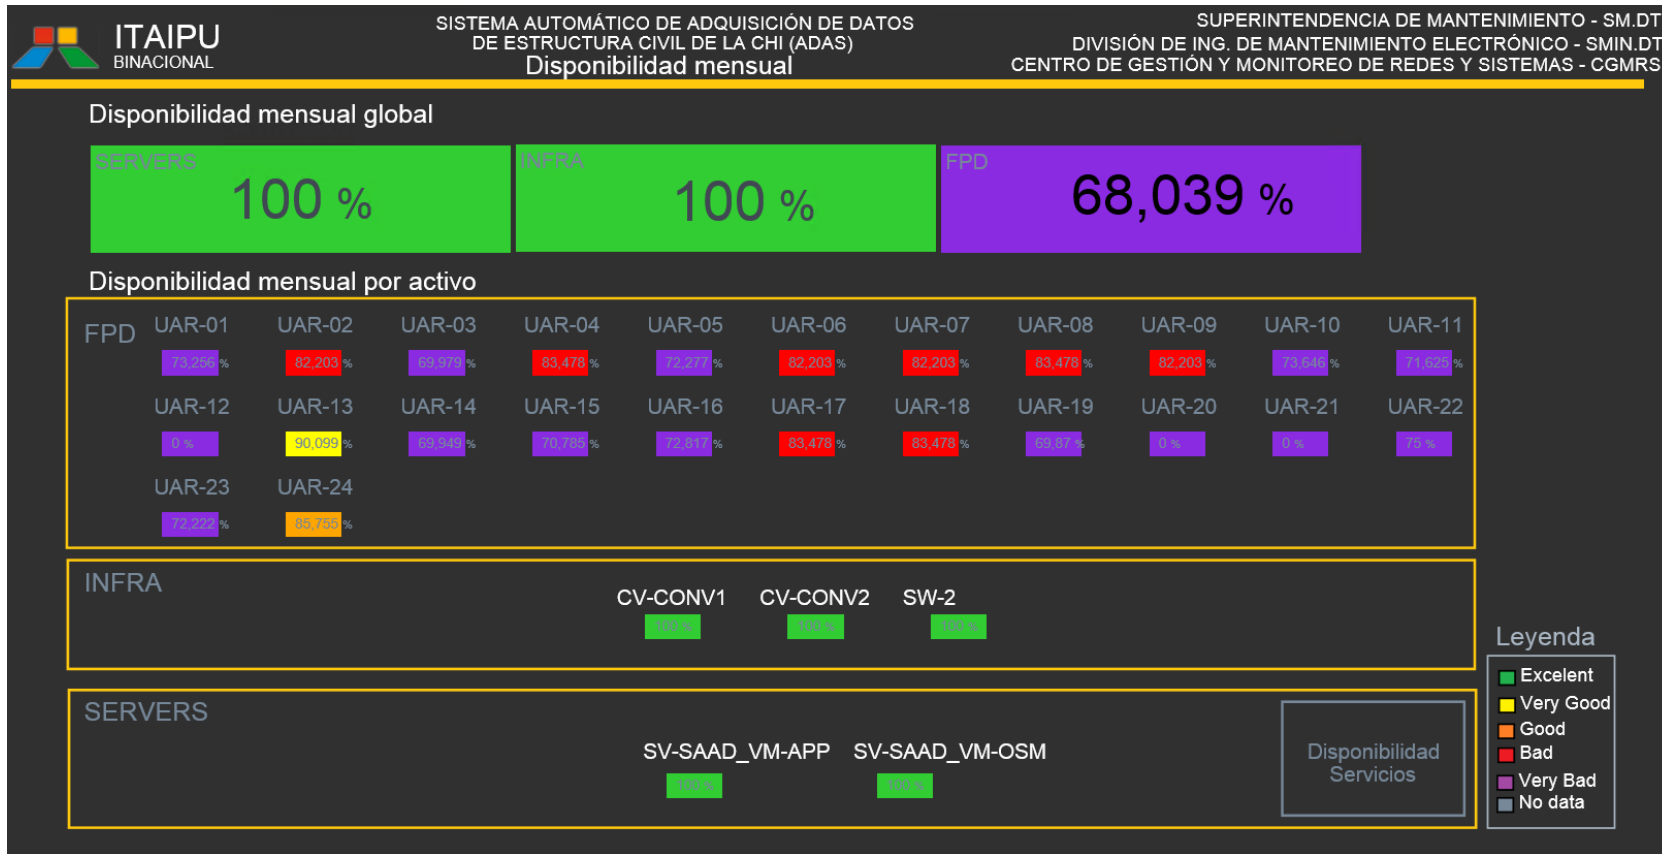 ITAIPU
BINACIONAL
SISTEMA AUTOMÁTICO DE ADQUISICIÓN DE DATOS
DE ESTRUCTURA CIVIL DE LA CHI (ADAS)
Disponibilidad mensual
SUPERINTENDENCIA DE MANTENIMIENTO - SM.DT
DIVISIÓN DE ING. DE MANTENIMIENTO ELECTRÓNICO - SMIN.DT
CENTRO DE GESTIÓN Y MONITOREO DE REDES Y SISTEMAS - CGMRS
Disponibilidad mensual global
SERVERS INFRA FPD
100 % 100 % 68,039 %
Disponibilidad mensual por activo
FPD
UAR-01 UAR-02 UAR-03 UAR-04 UAR-05 UAR-06 UAR-07 UAR-08 UAR-09 UAR-10 UAR-11
73,256 % 82,203 % 69,979 % 83,478 % 72,277 % 82,203 % 82,203 % 83,478 % 82,203 % 73,646 % 71,625 %
UAR-12 UAR-13 UAR-14 UAR-15 UAR-16 UAR-17 UAR-18 UAR-19 UAR-20 UAR-21 UAR-22
0 % 90,099 % 69,949 % 70,785 % 72,817 % 83,478 % 83,478 % 69,87 % 0 % 0 % 75 %
UAR-23 UAR-24
72,222 % 85,755 %
INFRA
CV-CONV1 CV-CONV2 SW-2
100 % 100 % 100 %
SERVERS
SV-SAAD_VM-APP SV-SAAD_VM-OSM
100 % 100 %
Disponibilidad
Servicios
Leyenda
Excelent
Very Good
Good
Bad
Very Bad
No data